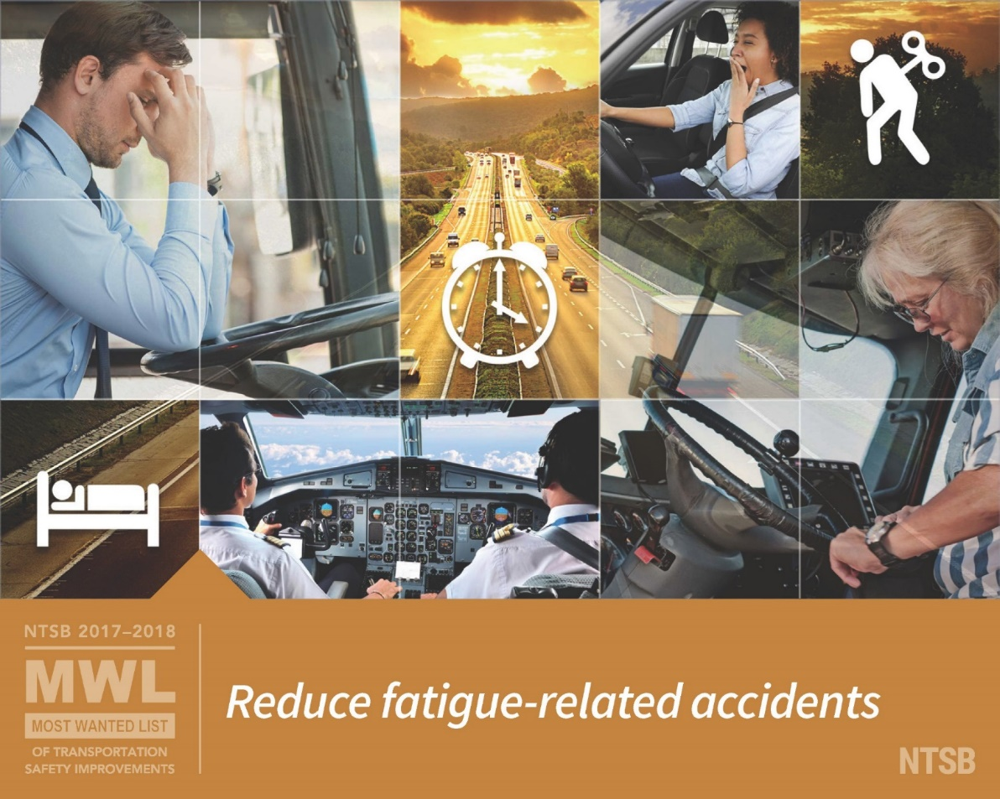 NTSB 2017–2018
MWL
MOST WANTED LIST
OF TRANSPORTATION
SAFETY IMPROVEMENTS
Reduce fatigue-related accidents
NTSB